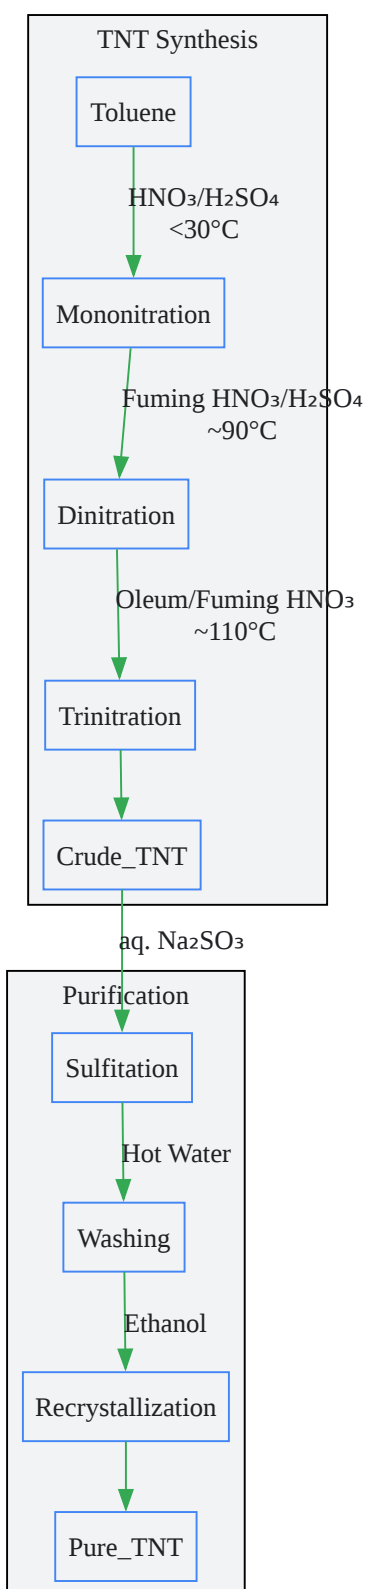 TNT Synthesis
Toluene
HNO₃/H₂SO₄
<30°C
Mononitration
Fuming HNO₃/H₂SO₄
~90°C
Dinitration
Oleum/Fuming HNO₃
~110°C
Trinitration
Crude_TNT
aq. Na₂SO₃
Purification
Sulfitation
Hot Water
Washing
Ethanol
Recrystallization
Pure_TNT